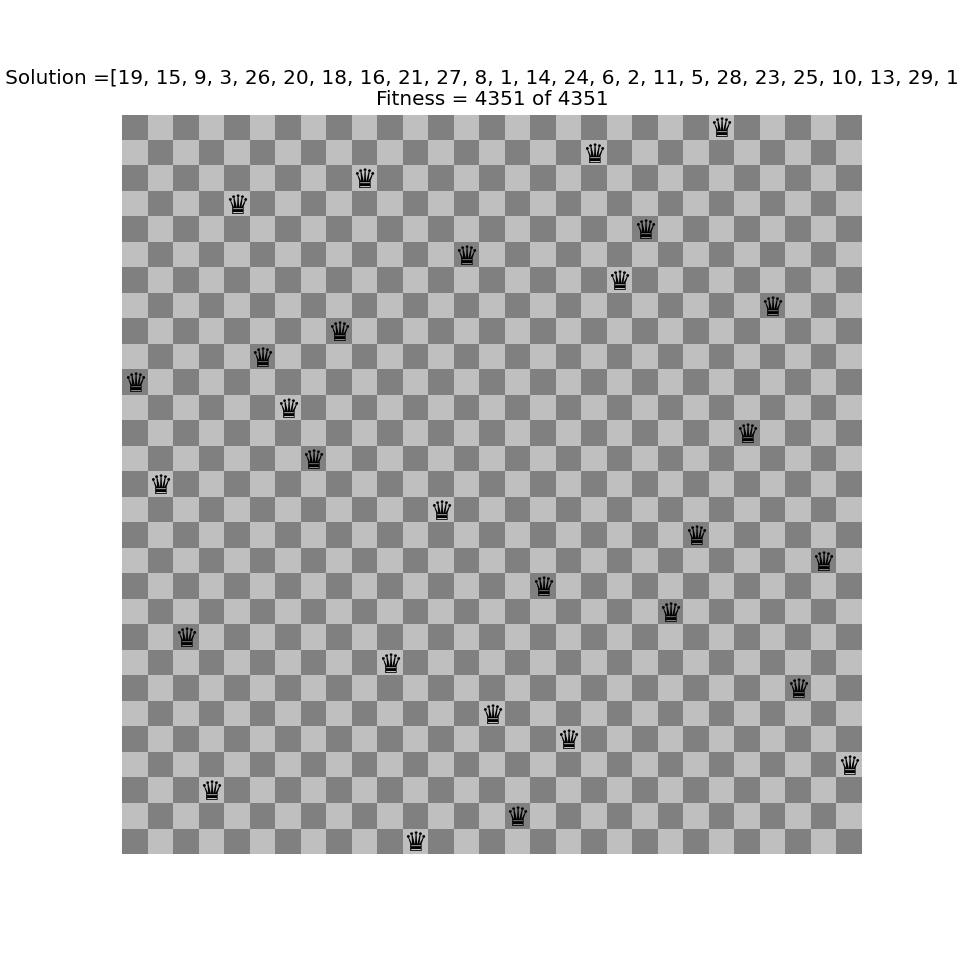 Solution =[19, 15, 9, 3, 26, 20, 18, 16, 21, 27, 8, 1, 14, 24, 6, 2, 11, 5, 28, 23, 25, 10, 13, 29, 1
Fitness = 4351 of 4351